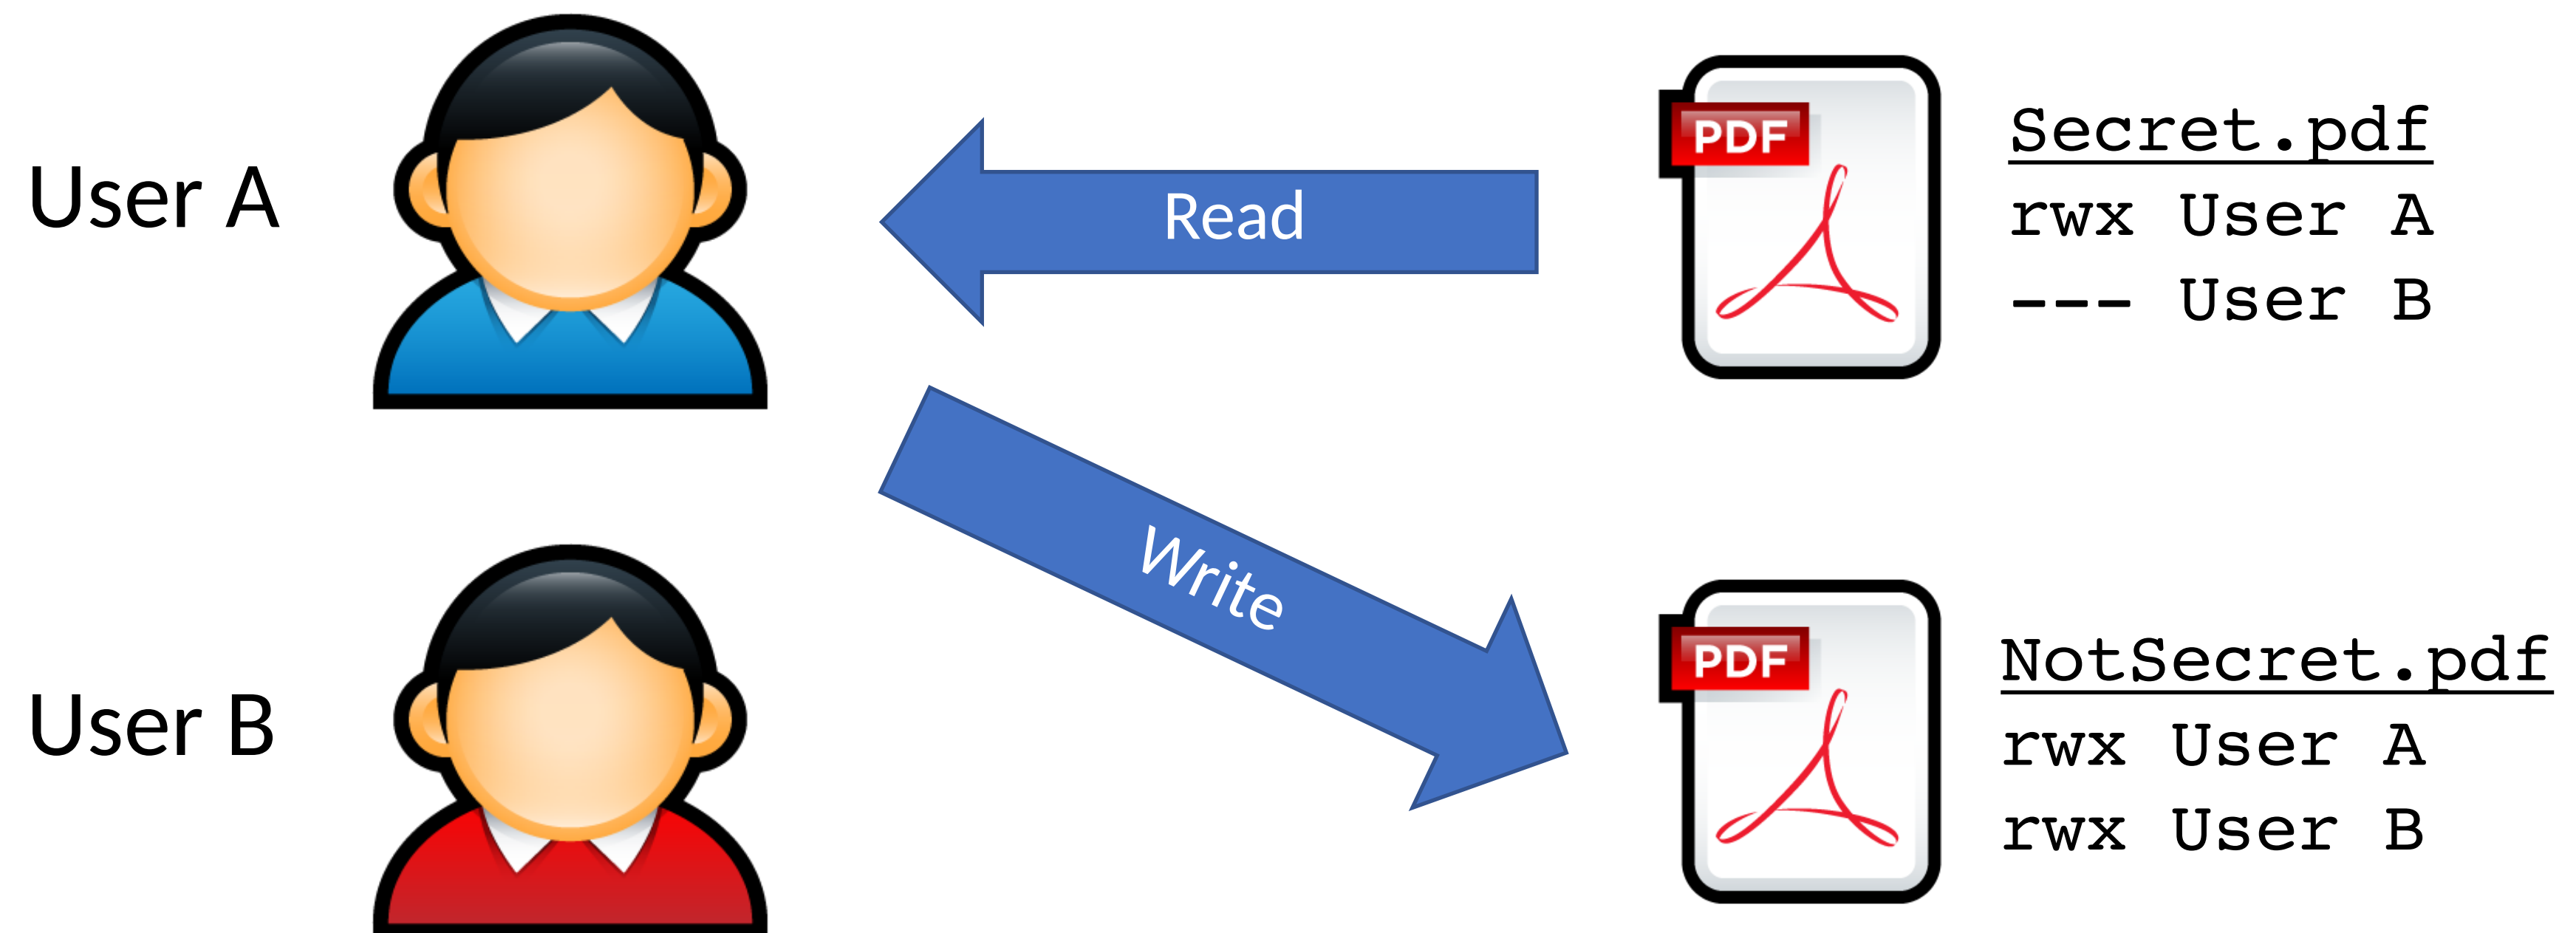 User A
Read
PDF
Secret.pdf
rwx User A
--- User B
Write
User B
PDF
NotSecret.pdf
rwx User A
rwx User B